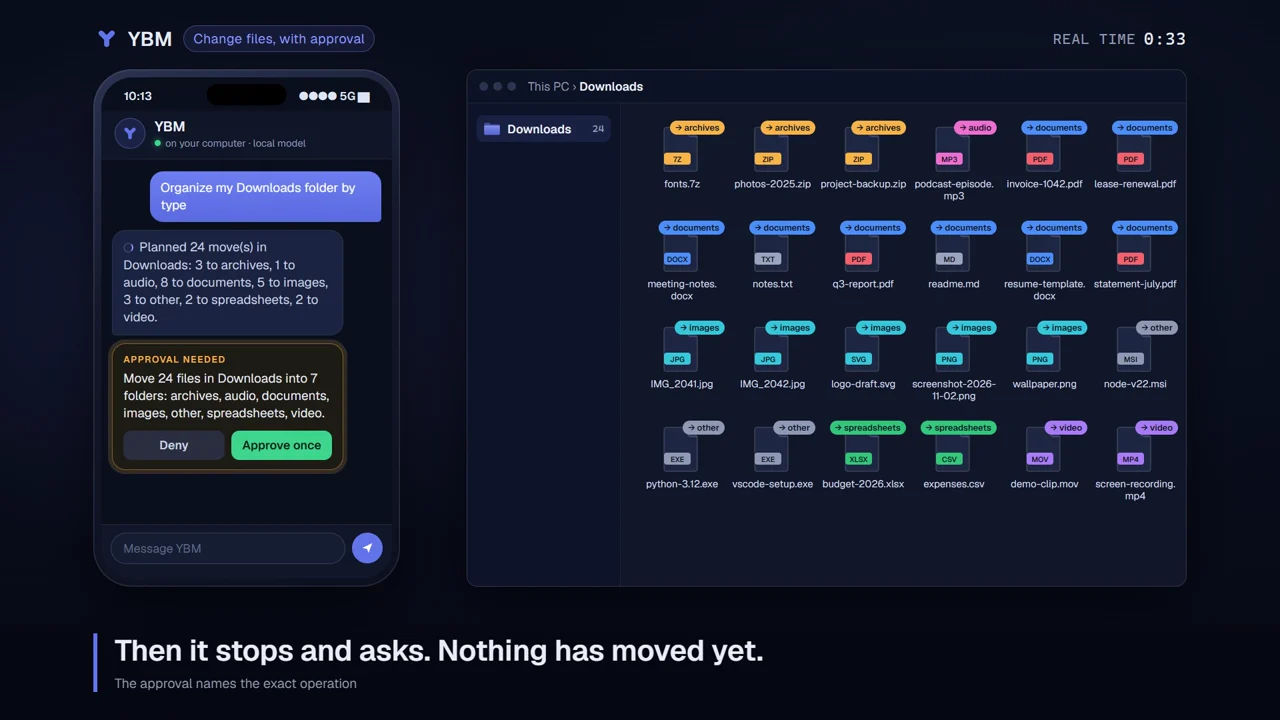 YBM
Change files, with approval
REAL TIME 0:33
10:13
5G
YBM
on your computer · local model
Organize my Downloads folder by
type
Planned 24 move(s) in
Downloads: 3 to archives, 1 to
audio, 8 to documents, 5 to images,
3 to other, 2 to spreadsheets, 2 to
video.
APPROVAL NEEDED
Move 24 files in Downloads into 7
folders: archives, audio, documents,
images, other, spreadsheets, video.
Deny
Approve once
Message YBM
This PC › Downloads
Downloads 24
→ archives → archives → archives → audio → documents → documents
7Z ZIP ZIP MP3 PDF PDF
fonts.7z photos-2025.zip project-backup.zip podcast-episode. invoice-1042.pdf lease-renewal.pdf
mp3
→ documents → documents → documents → documents → documents → documents
DOCX TXT PDF MD DOCX PDF
meeting-notes. notes.txt q3-report.pdf readme.md resume-template. statement-july.pdf
docx docx
→ images → images → images → images → images → other
JPG JPG SVG PNG PNG MSI
IMG_2041.jpg IMG_2042.jpg logo-draft.svg screenshot-2026- wallpaper.png node-v22.msi
11-02.png
→ other → other → spreadsheets → spreadsheets → video → video
EXE EXE XLSX CSV MOV MP4
python-3.12.exe vscode-setup.exe budget-2026.xlsx expenses.csv demo-clip.mov screen-recording.
mp4
Then it stops and asks. Nothing has moved yet.
The approval names the exact operation